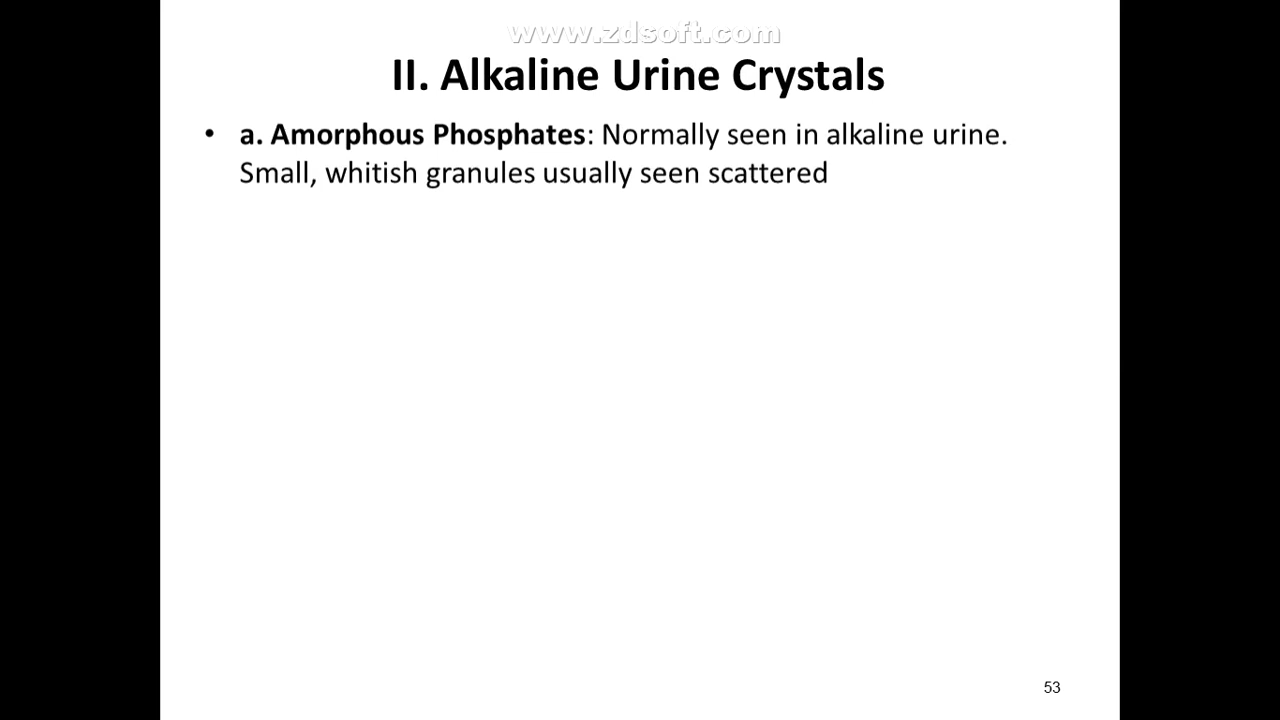 www.zdsoft.com
II. Alkaline Urine Crystals
• a. Amorphous Phosphates: Normally seen in alkaline urine.
Small, whitish granules usually seen scattered
53